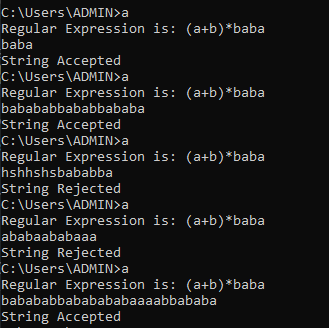 C:\Users\ADMIN>a
Regular Expression is: (a+b)*baba
baba
String Accepted
C:\Users\ADMIN>a
Regular Expression is: (a+b)*baba
babababbababbababa
String Accepted
C:\Users\ADMIN>a
Regular Expression is: (a+b)*baba
hshhshsbababba
String Rejected
C:\Users\ADMIN>a
Regular Expression is: (a+b)*baba
ababaababaaa
String Rejected
C:\Users\ADMIN>a
Regular Expression is: (a+b)*baba
babababbababababaaaabbababa
String Accepted